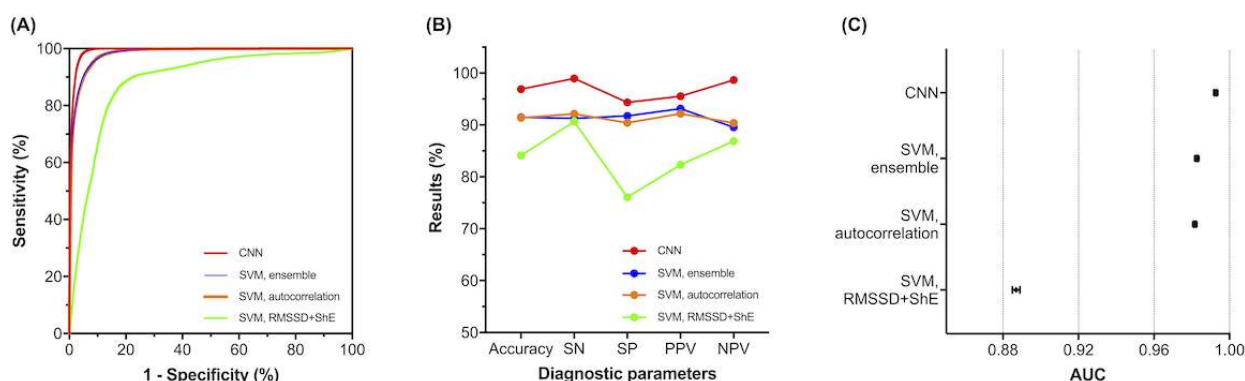 (A)
100
80
60
40
20
0
Sensitivity (%)
CNN
SVM, ensemble
SVM, autocorrelation
SVM, RMSSD+ShE
0 20 40 60 80 100
1 - Specificity (%)
(B)
100
90
80
70
60
50
Results (%)
CNN
SVM, ensemble
SVM, autocorrelation
SVM, RMSSD+ShE
Accuracy SN SP PPV NPV
Diagnostic parameters
(C)
CNN
SVM,
ensemble
SVM,
autocorrelation
SVM,
RMSSD+ShE
0.88 0.92 0.96 1.00
AUC